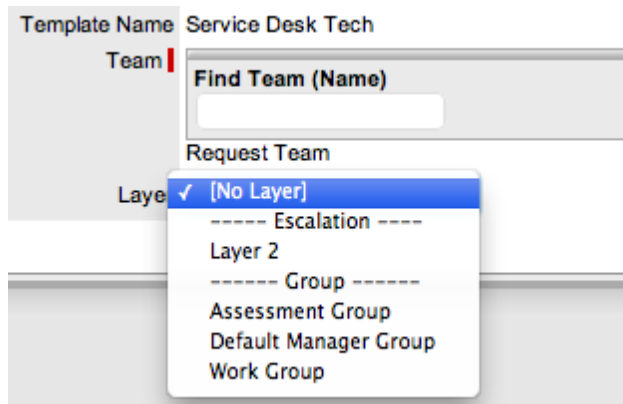 Template Name Service Desk Tech
Team
Find Team (Name)
Request Team
Laye ✓ [No Layer]
----- Escalation ----
Layer 2
------ Group ------
Assessment Group
Default Manager Group
Work Group